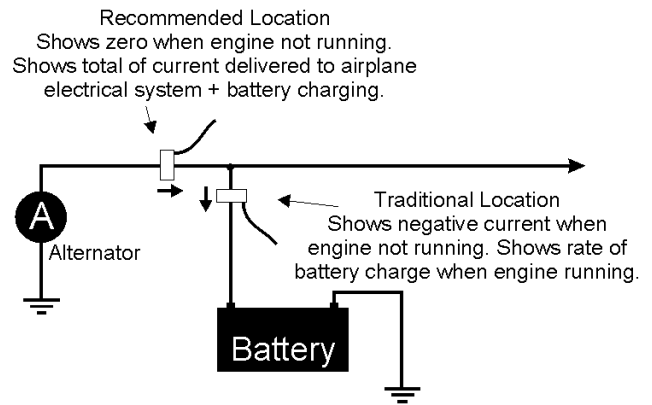 Recommended Location
Shows zero when engine not running.
Shows total of current delivered to airplane
electrical system + battery charging.
Traditional Location
Shows negative current when
engine not running. Shows rate of
battery charge when engine running.
A
Alternator
Battery